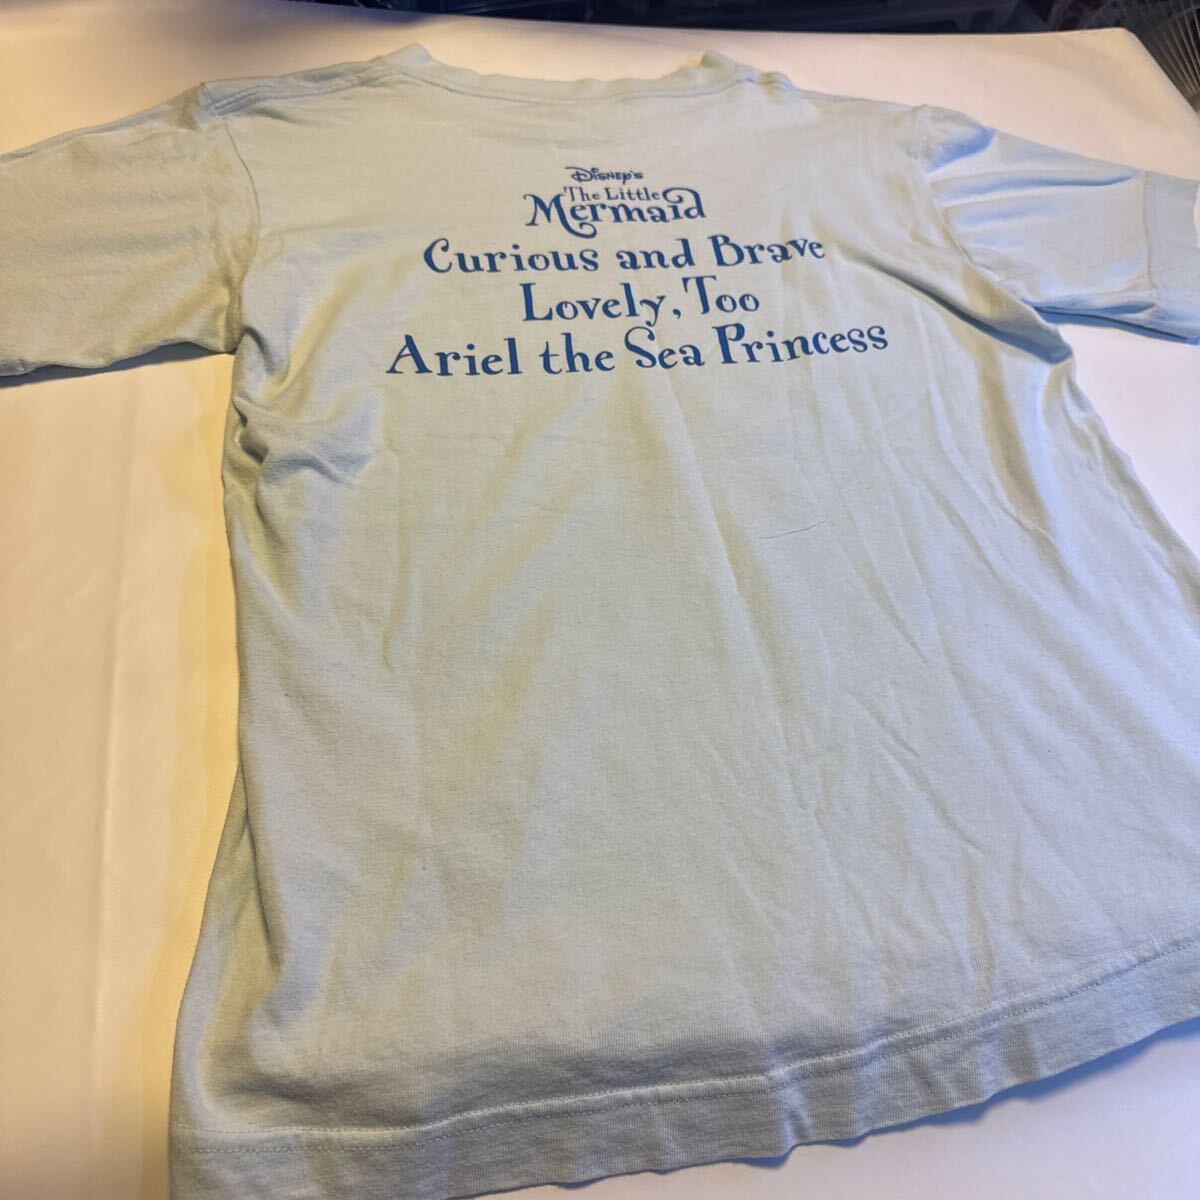 Disney's
The Little
Mermaid
Curious and Brave
Lovely, Too
Ariel the Sea Princess